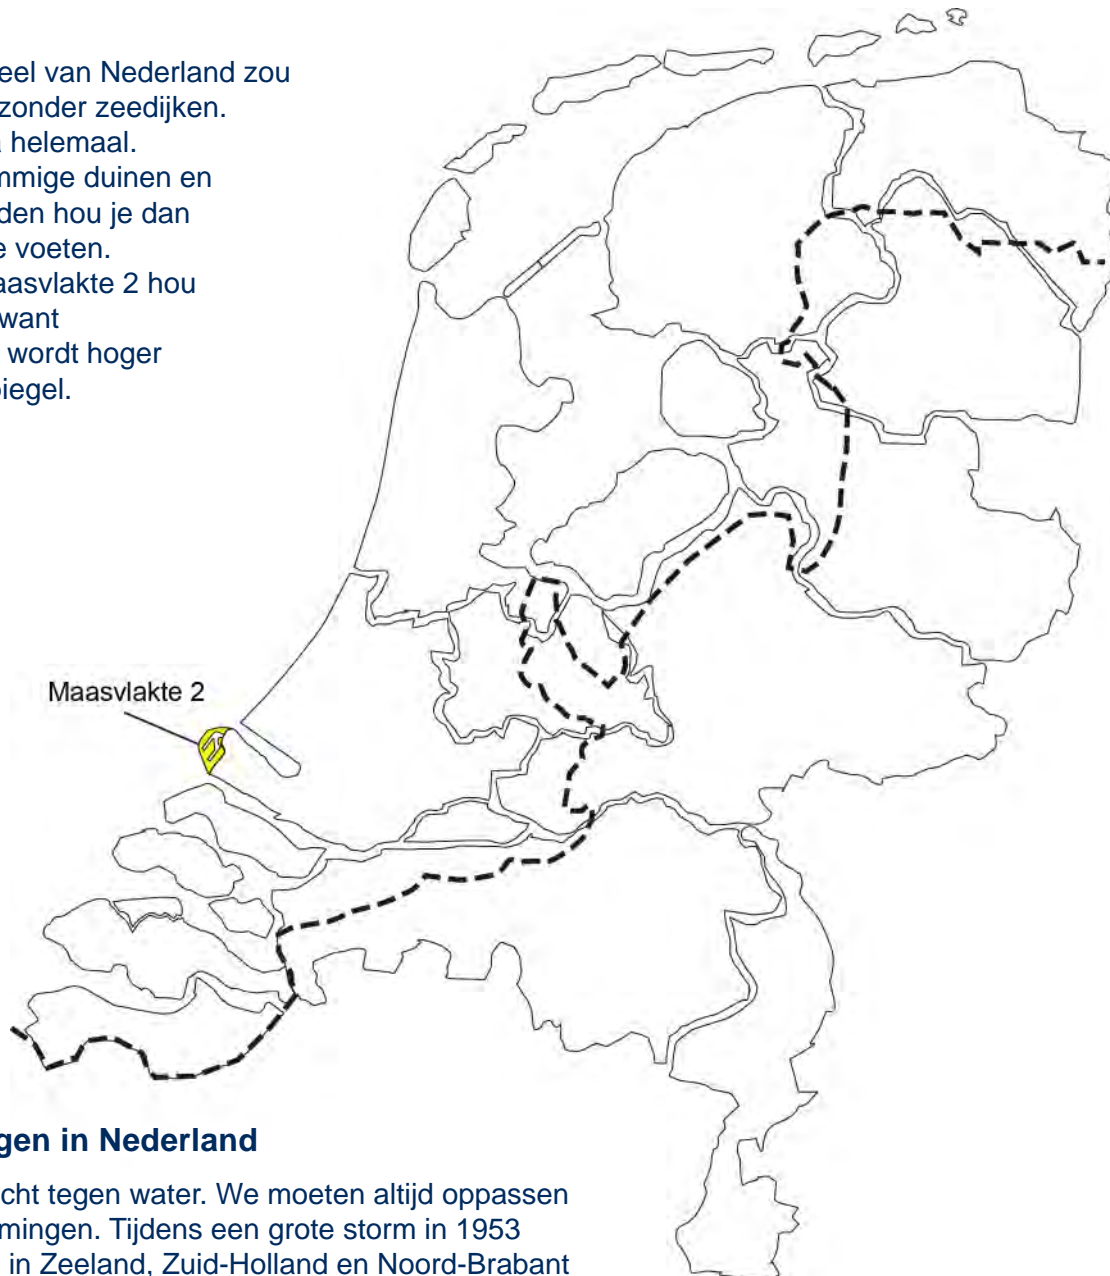 eel van Nederland zou
zonder zeedijken.
helemaal.
mmige duinen en
den hou je dan
e voeten.
aasvlakte 2 hou
want
wordt hoger
piegel.
Maasvlakte 2
gen in Nederland
cht tegen water. We moeten altijd oppassen
mingen. Tijdens een grote storm in 1953
in Zeeland, Zuid-Holland en Noord-Brabant